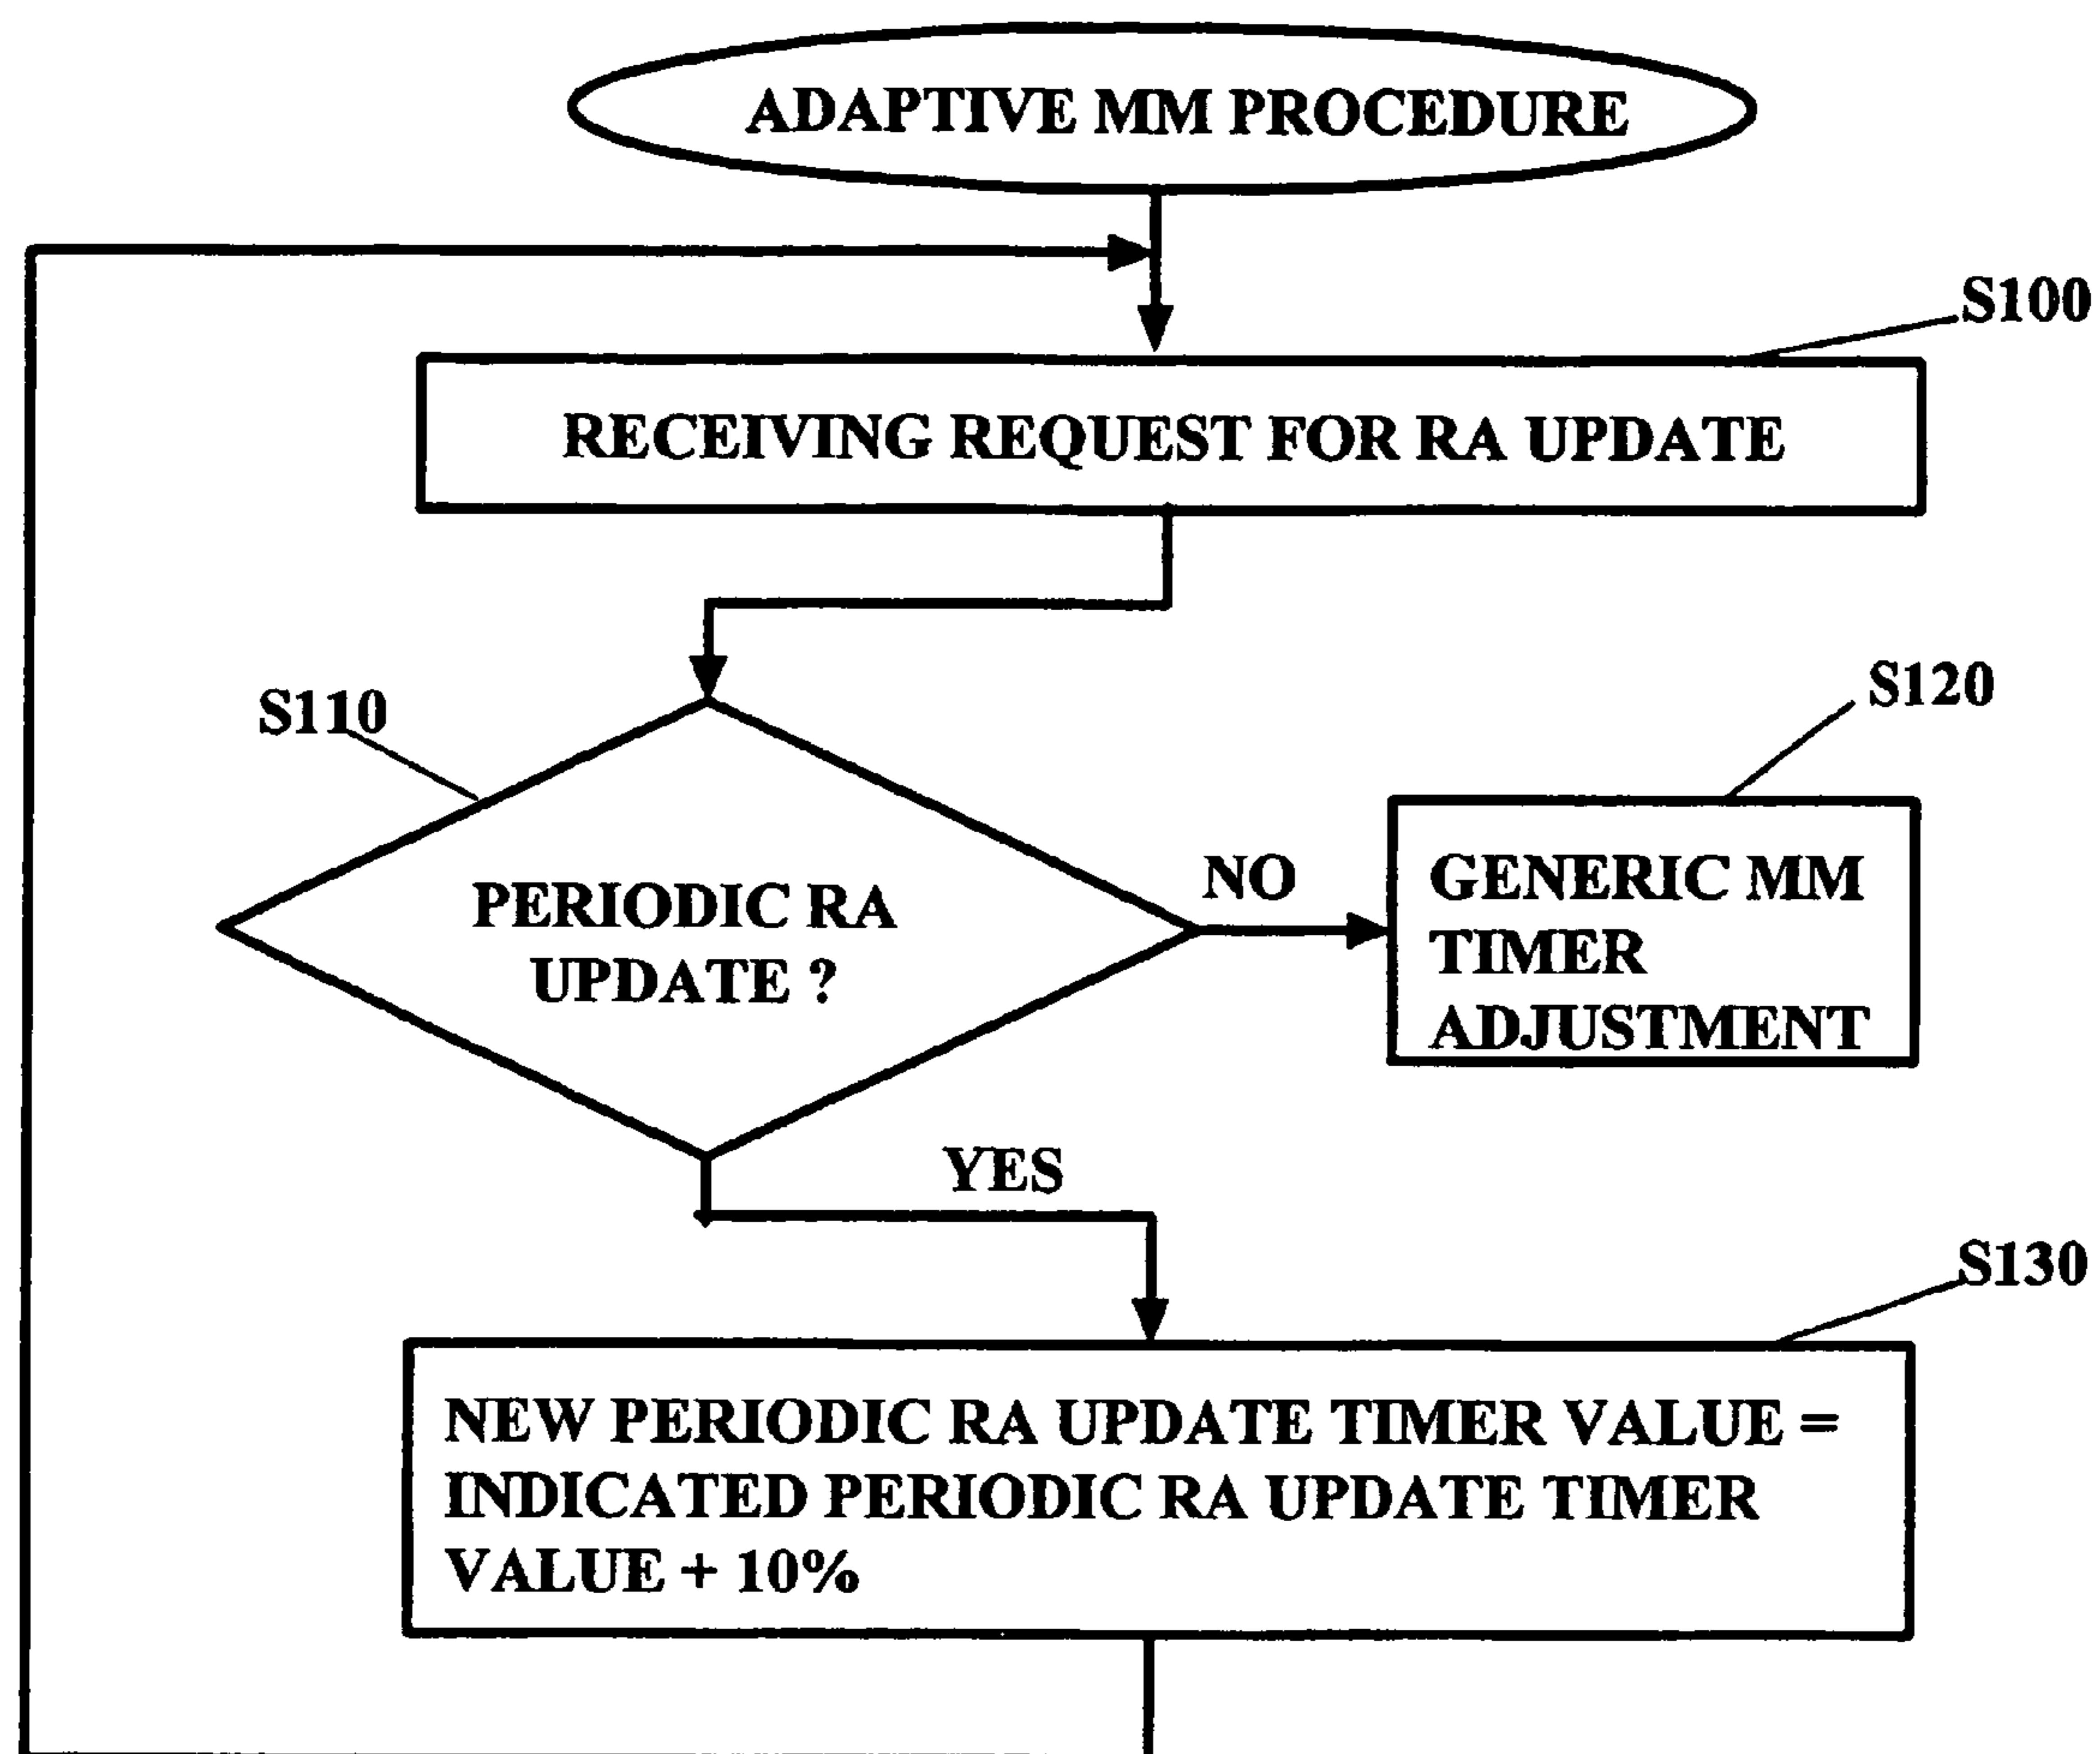 ADAPTIVE MM PROCEDURE
S100
RECEIVING REQUEST FOR RA UPDATE
S110
S120
PERIODIC RA
UPDATE ?
NO
GENERIC MM
TIMER
ADJUSTMENT
YES
S130
NEW PERIODIC RA UPDATE TIMER VALUE =
INDICATED PERIODIC RA UPDATE TIMER
VALUE + 10%